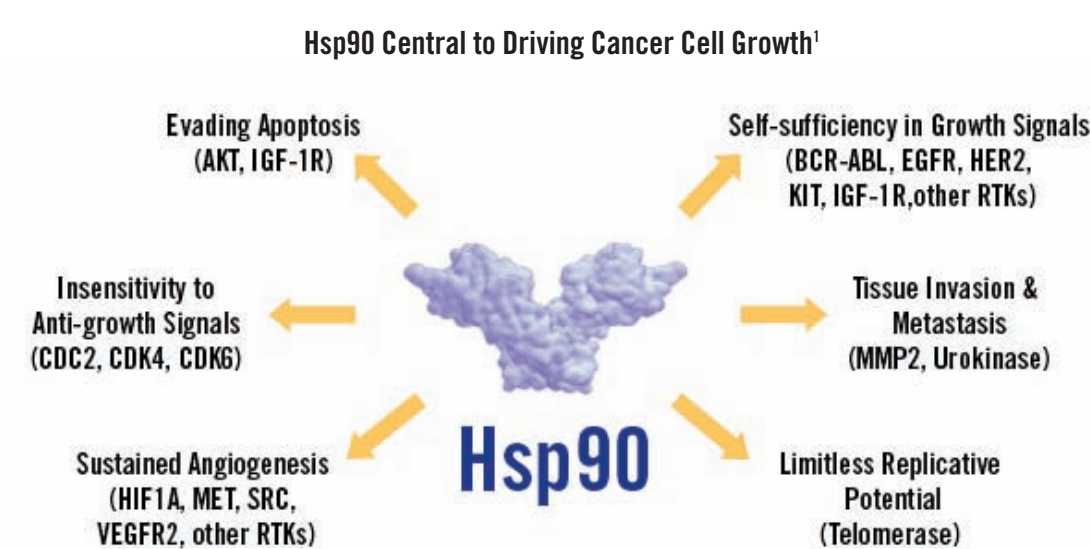 Hsp90 Central to Driving Cancer Cell Growth¹
Evading Apoptosis
(AKT, IGF-1R)
Self-sufficiency in Growth Signals
(BCR-ABL, EGFR, HER2,
KIT, IGF-1R,other RTKs)
Insensitivity to
Anti-growth Signals
(CDC2, CDK4, CDK6)
Tissue Invasion &
Metastasis
(MMP2, Urokinase)
Sustained Angiogenesis
(HIF1A, MET, SRC,
VEGFR2, other RTKs)
Hsp90
Limitless Replicative
Potential
(Telomerase)